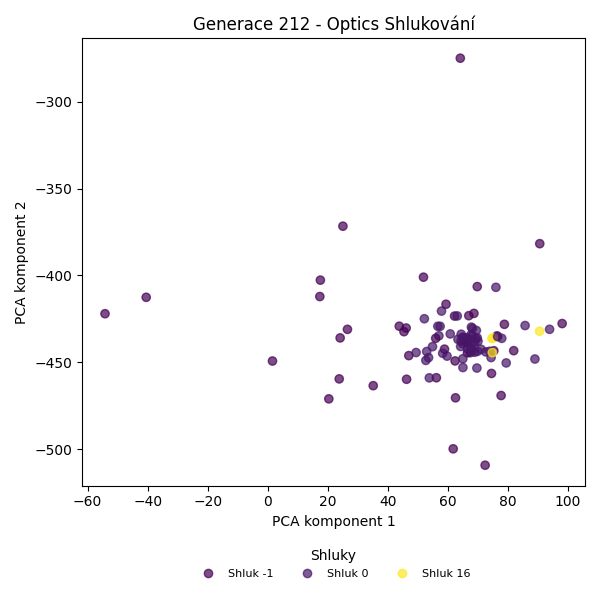 Generace 212 - Optics Shlukování
−300
−350
−400
−450
−500
PCA komponent 2
−60 −40 −20 0 20 40 60 80 100
PCA komponent 1
Shluky
Shluk -1 Shluk 0 Shluk 16